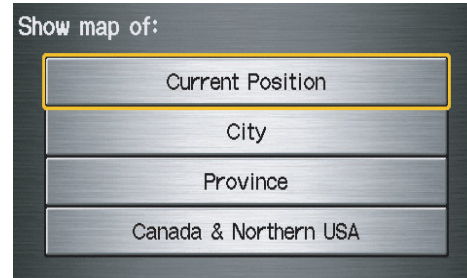 Show map of:
Current Position
City
Province
Canada & Northern USA